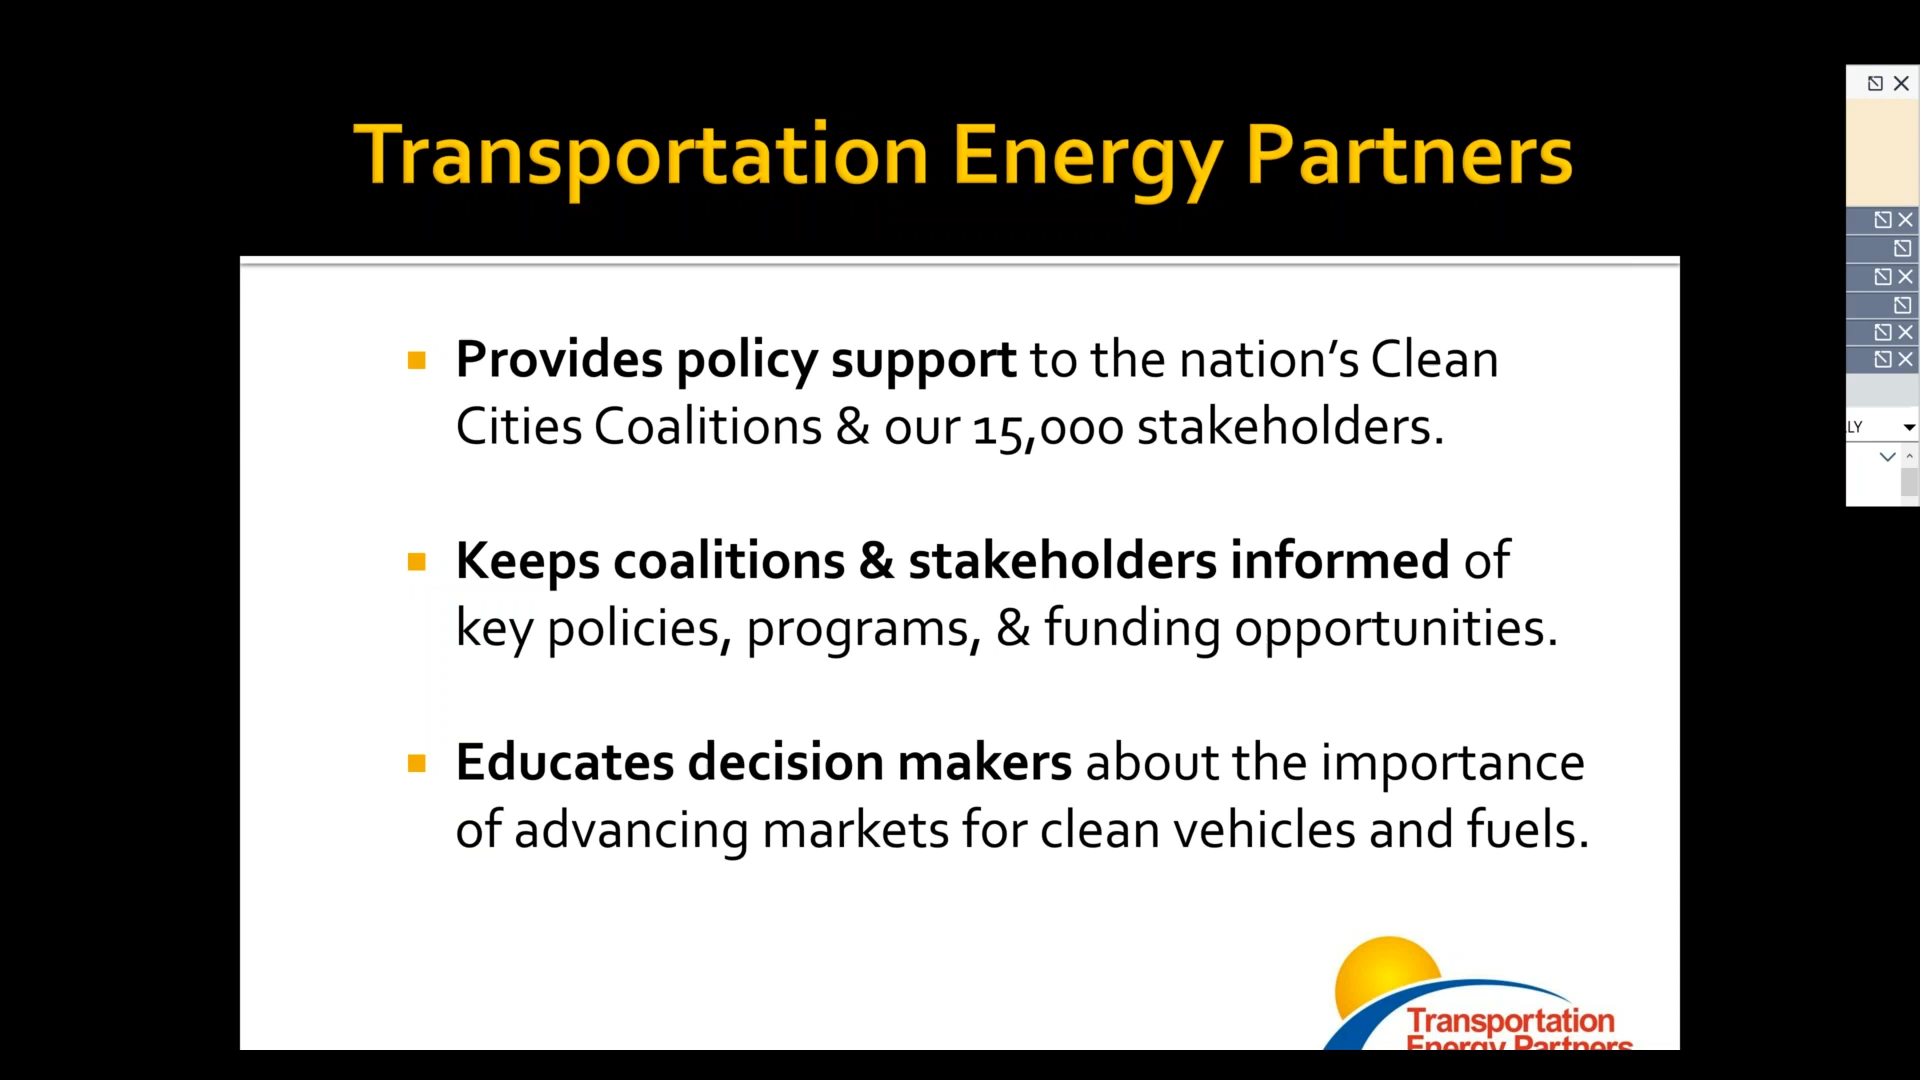 Transportation Energy Partners
Provides policy support to the nation’s Clean
Cities Coalitions & our 15,000 stakeholders.
Keeps coalitions & stakeholders informed of
key policies, programs, & funding opportunities.
Educates decision makers about the importance
of advancing markets for clean vehicles and fuels.
Transportation
Energy Partners
LY